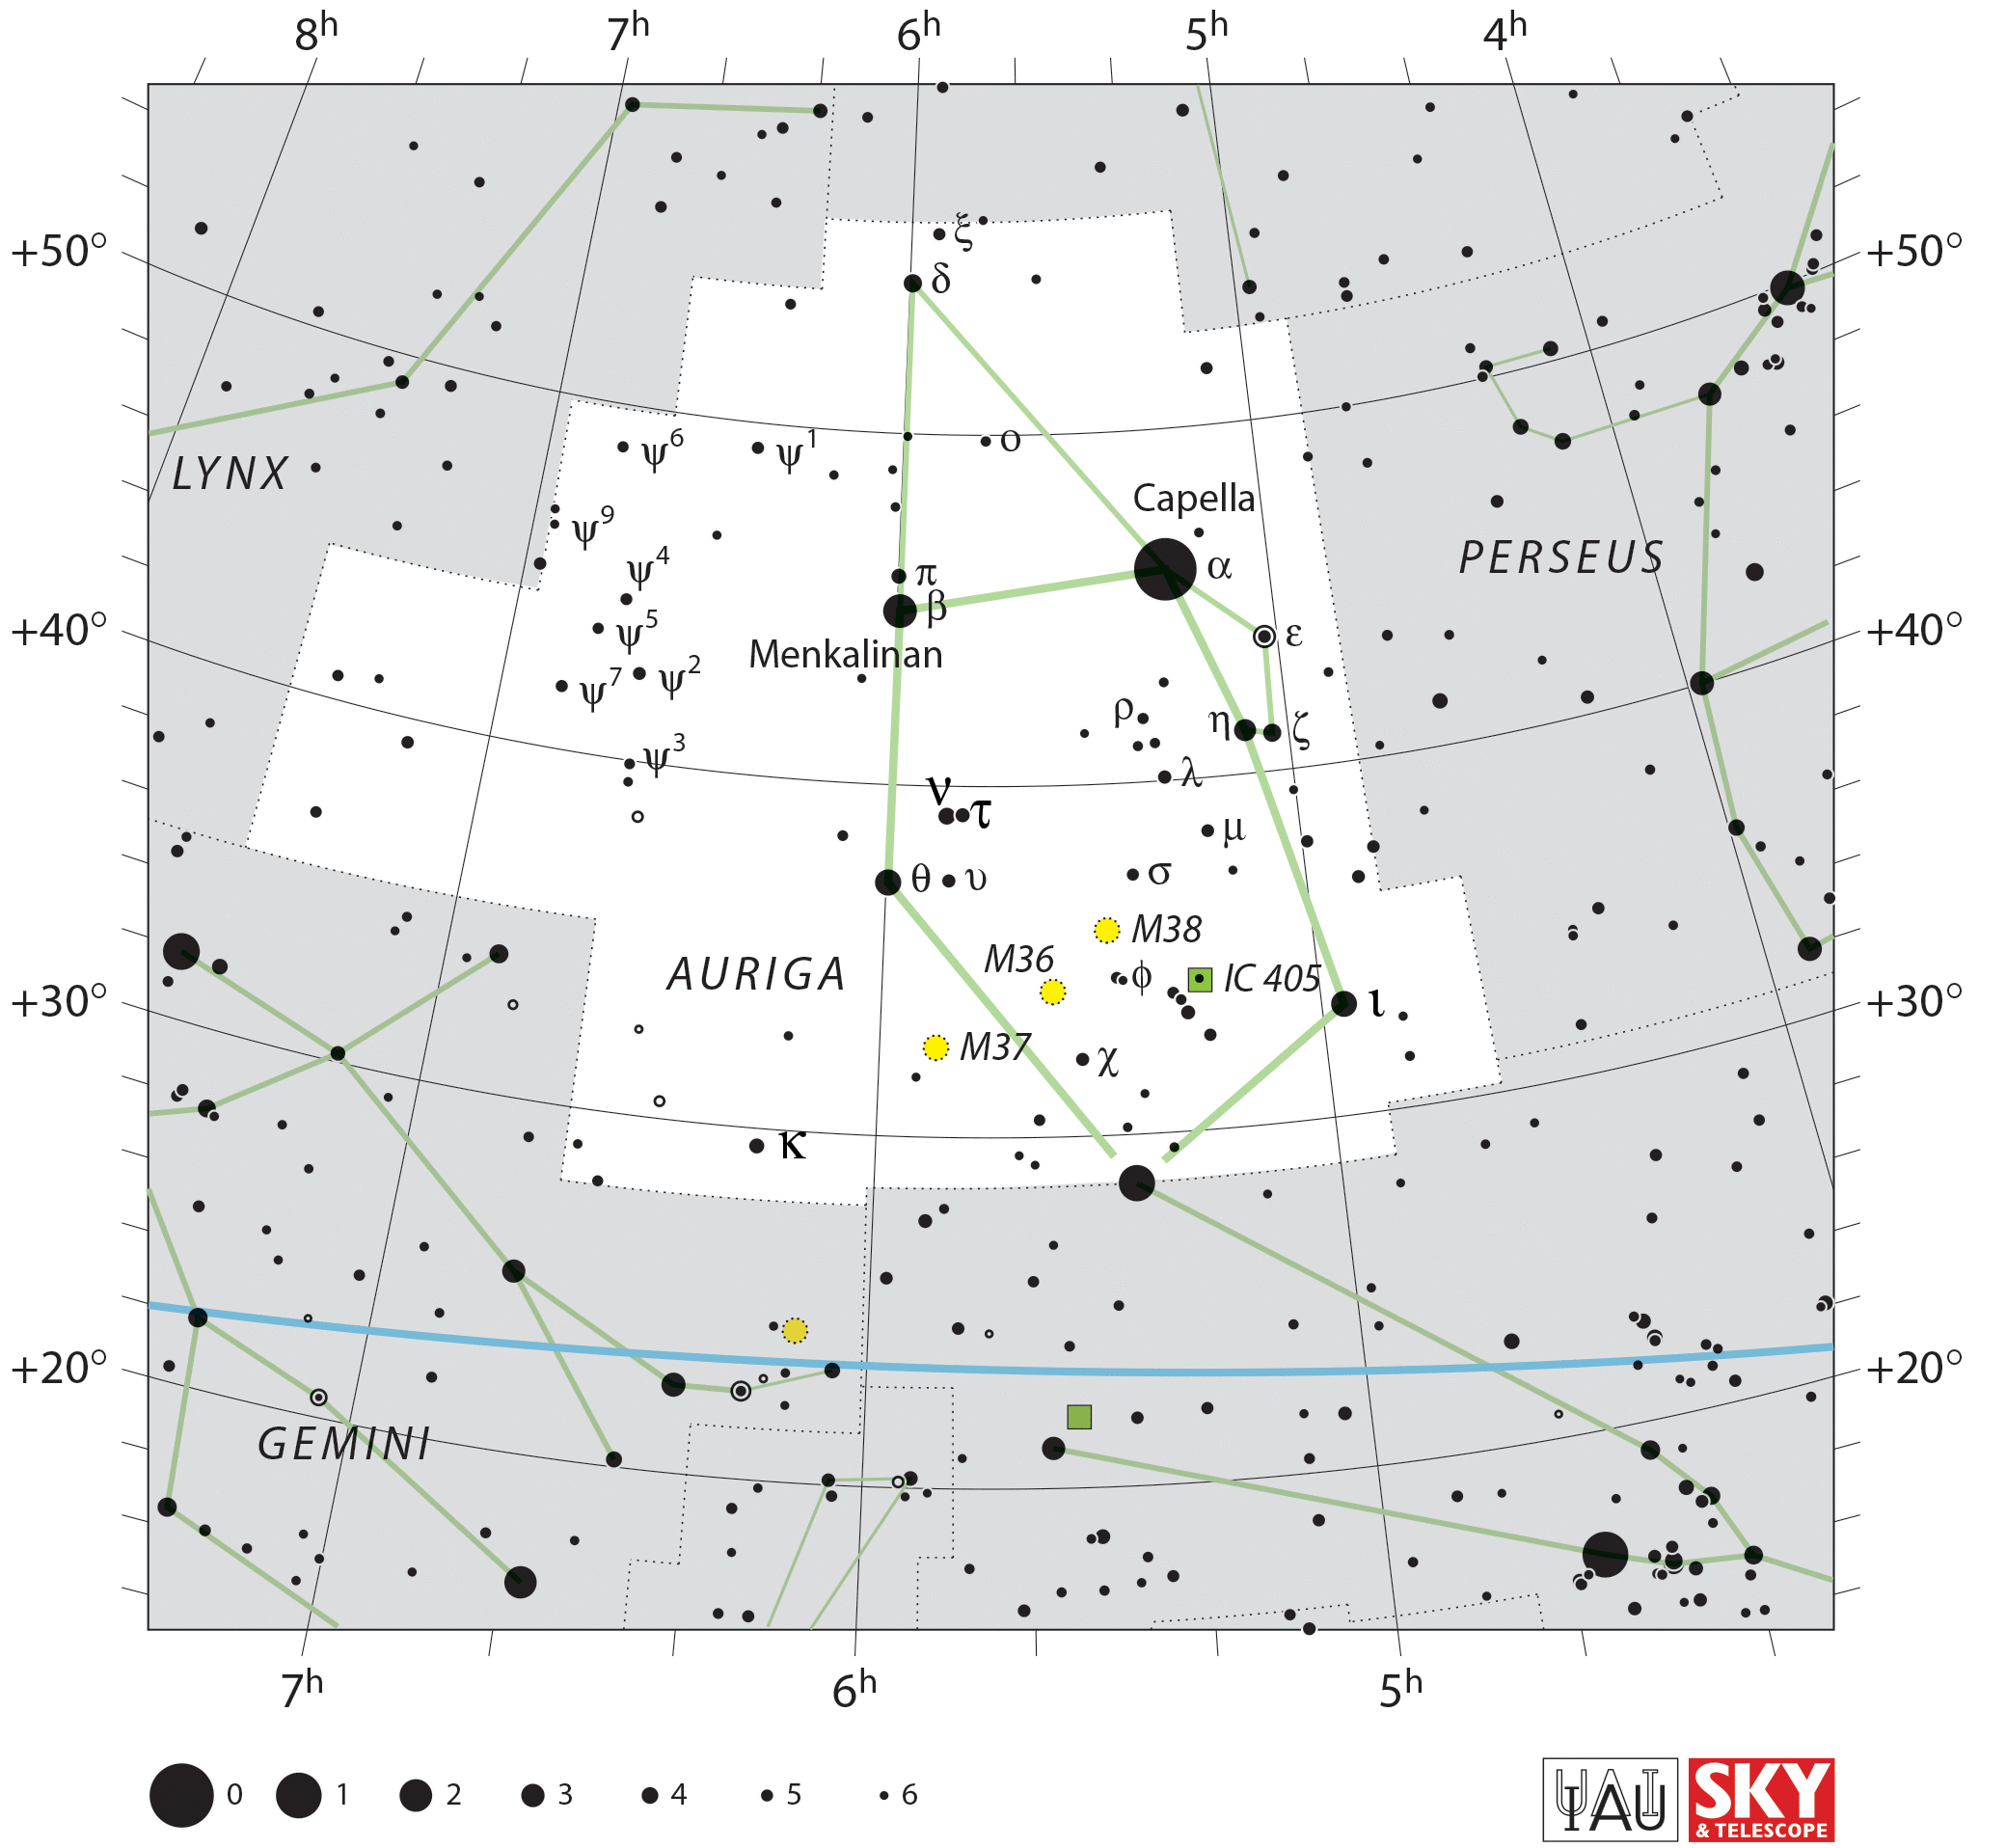 8h 7h 6h 5h 4h
+50° +50°
ξ
δ
ψ6 ψ1 ο
LYNX
Capella
ψ9
PERSEUS
ψ4 π α
β
+40° ψ5 ε +40°
Menkalinan
ψ7 ψ2
ρ η ζ
ψ3
λ
ν τ
μ
θ υ σ
M38
M36
AURIGA φ IC 405
+30° ι +30°
M37 χ
κ
+20° +20°
GEMINI
7h 6h 5h
0 1 2 3 4 5 6
IAU
SKY
& TELESCOPE